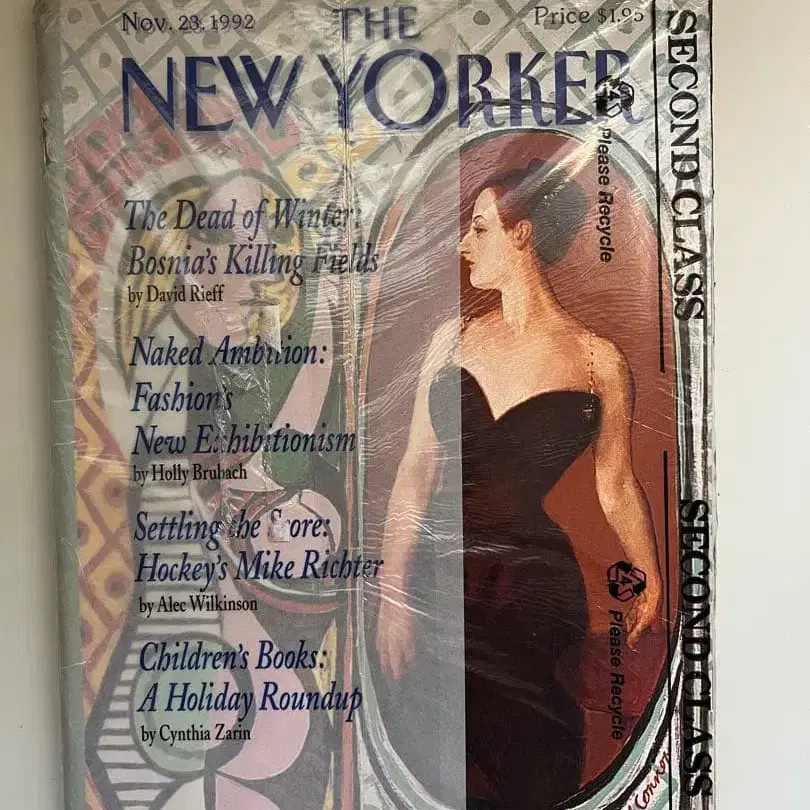 Nov. 23, 1992
THE
Price $1.95
NEW YORKER
The Dead of Winter:
Bosnia's Killing Fields
by David Rieff
Naked Ambition:
Fashion's
New Exhibitionism
by Holly Brubach
Settling the Score:
Hockey's Mike Richter
by Alec Wilkinson
Children's Books:
A Holiday Roundup
by Cynthia Zarin
SECOND CLASS
Please Recycle
4
Please Recycle
SECOND CLASS